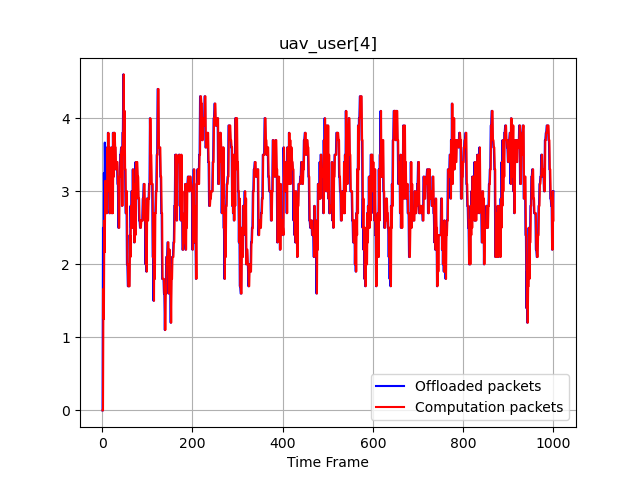 uav_user[4]
4
3
2
1
0
0 200 400 600 800 1000
Time Frame
Offloaded packets
Computation packets